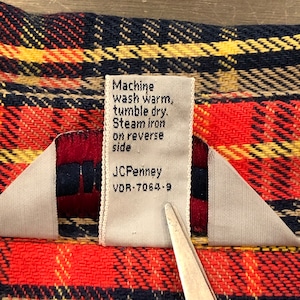 Machine
wash warm,
tumble dry.
Steam iron
on reverse
side
JCPenney
VDR-7064-9